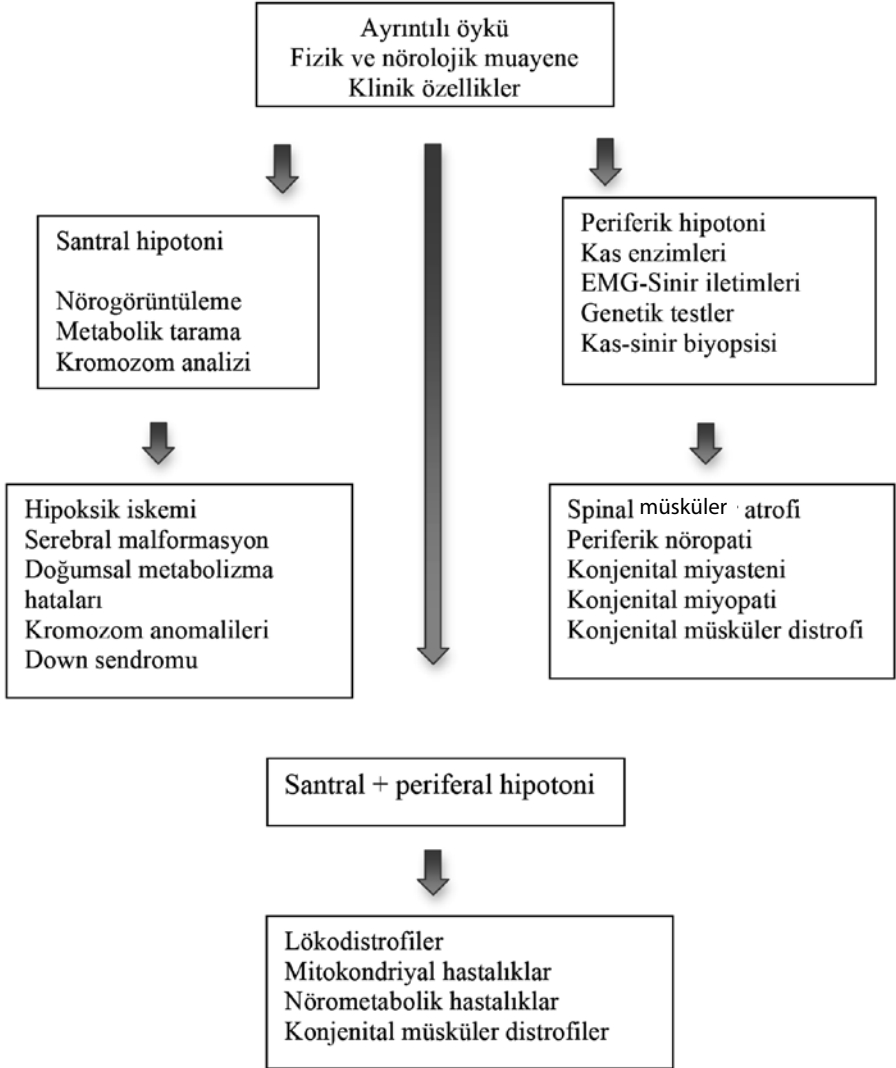 Ayrıntılı öykü
Fizik ve nörolojik muayene
Klinik özellikler
Santral hipotoni
Nörogörüntüleme
Metabolik tarama
Kromozom analizi
Periferik hipotoni
Kas enzimleri
EMG-Sinir iletimleri
Genetik testler
Kas-sinir biyopsisi
Hipoksik iskemi
Serebral malformasyon
Doğumsal metabolizma
hataları
Kromozom anomalileri
Down sendromu
Spinal müsküler atrofi
Periferik nöropati
Konjenital miyasteni
Konjenital miyopati
Konjenital müsküler distrofi
Santral + periferal hipotoni
Lökodistrofiler
Mitokondriyal hastalıklar
Nörometabolik hastalıklar
Konjenital müsküler distrofiler